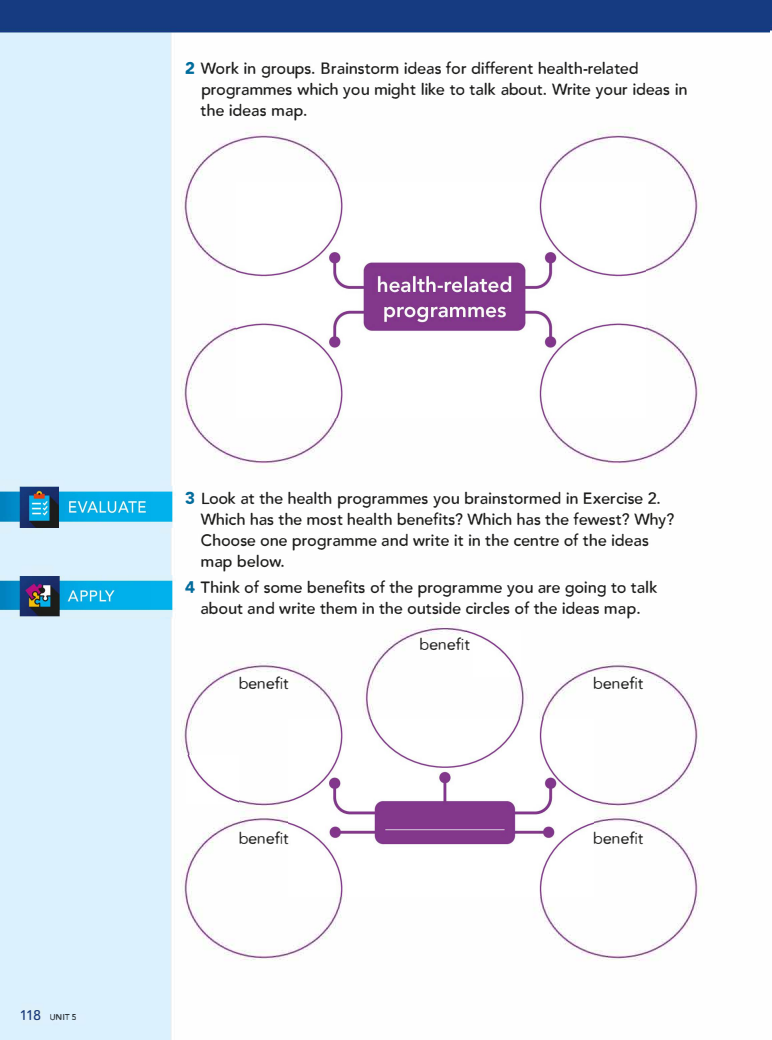 2 Work in groups. Brainstorm ideas for different health-related
programmes which you might like to talk about. Write your ideas in
the ideas map.
health-related
programmes
EVALUATE
3 Look at the health programmes you brainstormed in Exercise 2.
Which has the most health benefits? Which has the fewest? Why?
Choose one programme and write it in the centre of the ideas
map below.
APPLY
4 Think of some benefits of the programme you are going to talk
about and write them in the outside circles of the ideas map.
benefit
benefit
benefit
benefit
benefit
118 UNIT 5